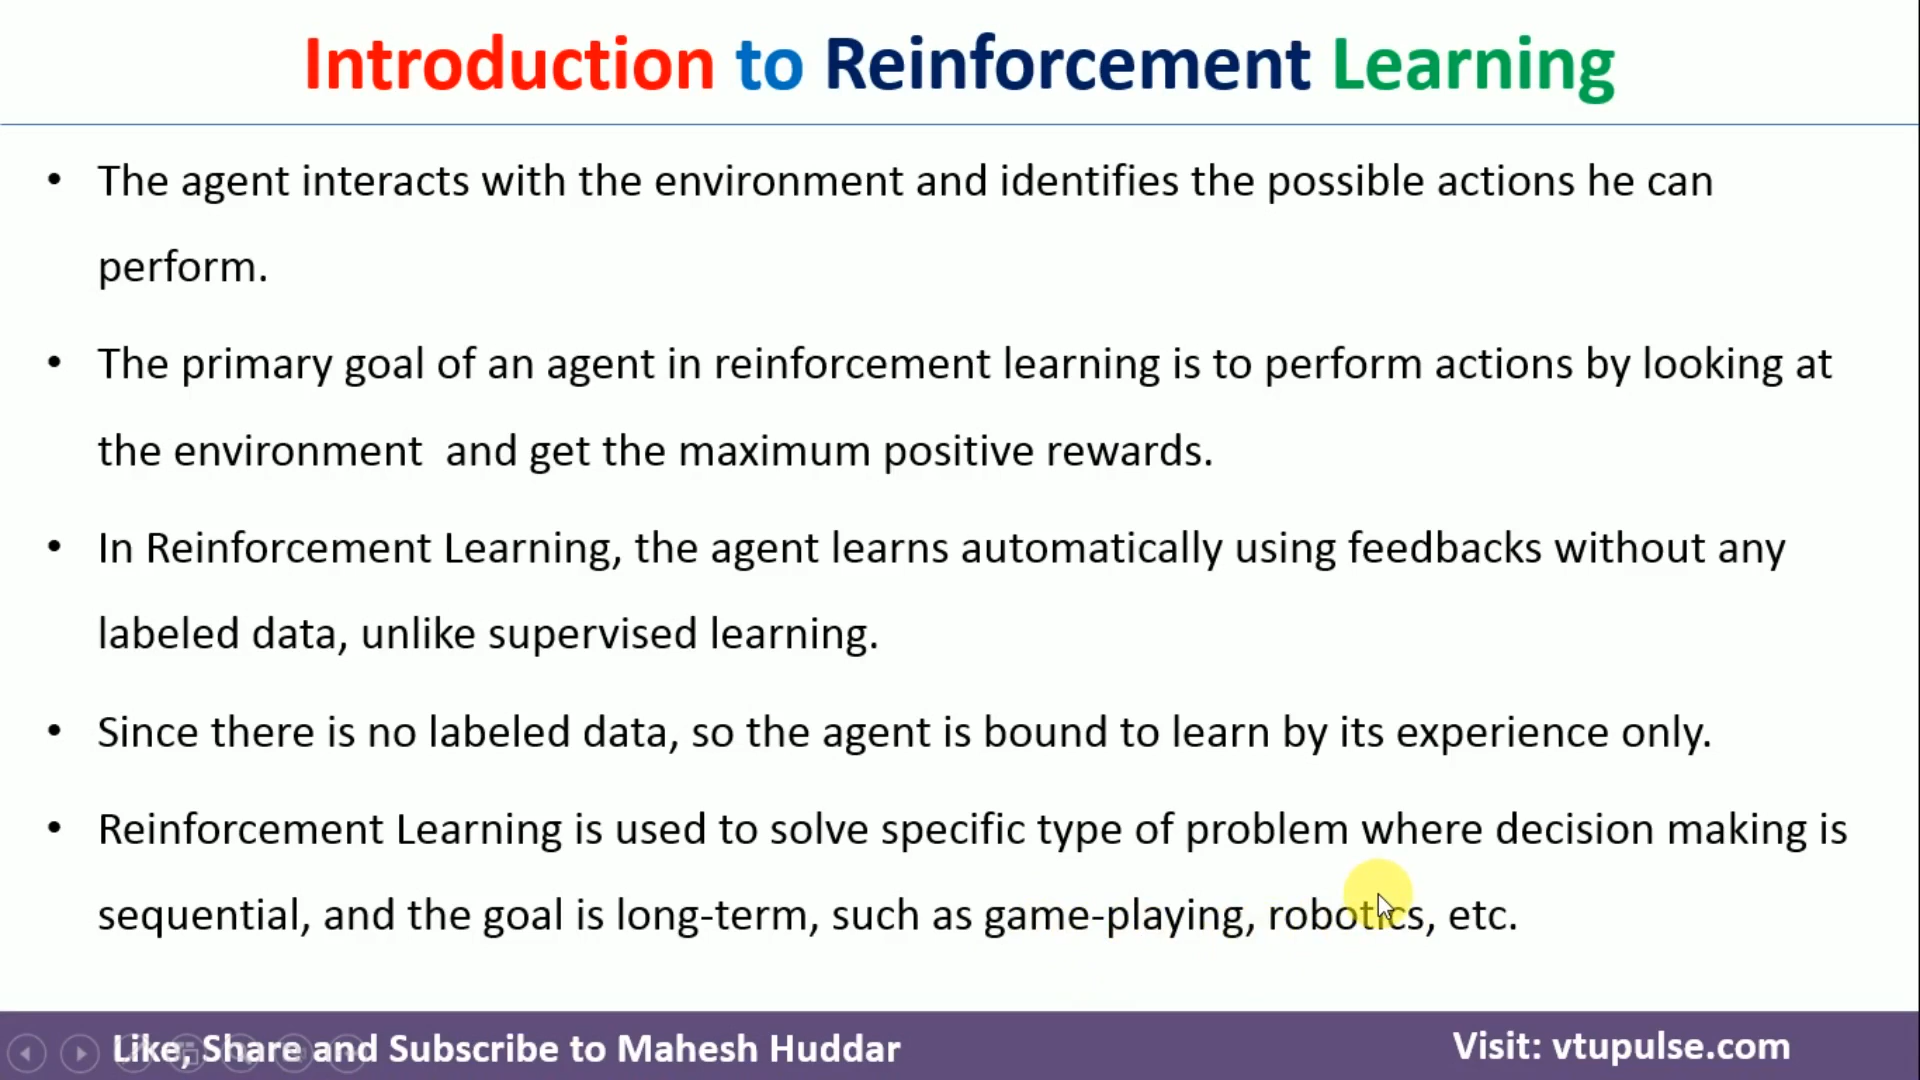 Introduction to Reinforcement Learning
• The agent interacts with the environment and identifies the possible actions he can
perform.
• The primary goal of an agent in reinforcement learning is to perform actions by looking at
the environment  and get the maximum positive rewards.
• In Reinforcement Learning, the agent learns automatically using feedbacks without any
labeled data, unlike supervised learning.
• Since there is no labeled data, so the agent is bound to learn by its experience only.
• Reinforcement Learning is used to solve specific type of problem where decision making is
sequential, and the goal is long-term, such as game-playing, robotics, etc.
Like, Share and Subscribe to Mahesh Huddar
Visit: vtupulse.com